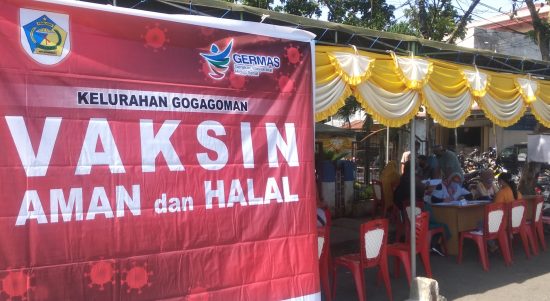 GERMAS
KELURAHAN GOGAGOMAN
VAKSIN
AMAN dan HALAL